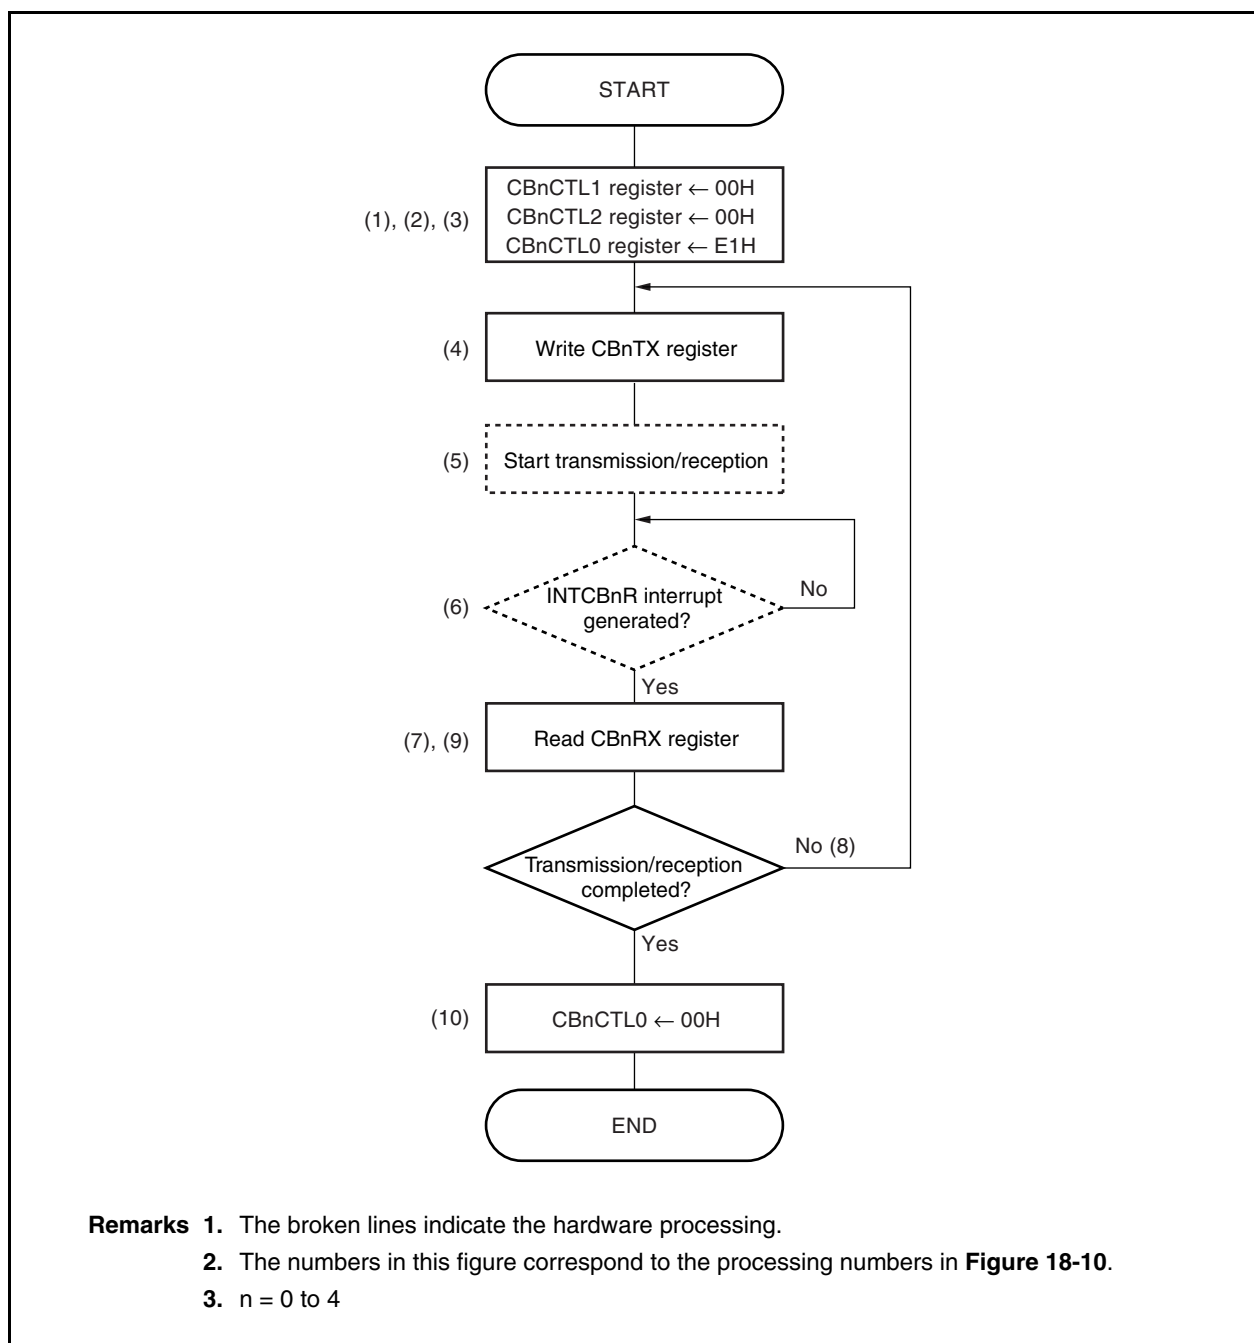 START
CBnCTL1 register ← 00H
CBnCTL2 register ← 00H
(1), (2), (3)
CBnCTL0 register ← E1H
(4)
Write CBnTX register
(5)
Start transmission/reception
INTCBnR interrupt
No
(6)
generated?
Yes
(7), (9)
Read CBnRX register
No (8)
Transmission/reception
completed?
Yes
(10)
CBnCTL0 ← 00H
END
Remarks 1. The broken lines indicate the hardware processing.
2. The numbers in this figure correspond to the processing numbers in Figure 18-10.
3. n = 0 to 4